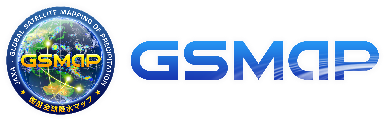 JAXA · GLOBAL SATELLITE MAPPING OF PRECIPITATION
GSMaP
衛星全球降水マップ
GSMaP